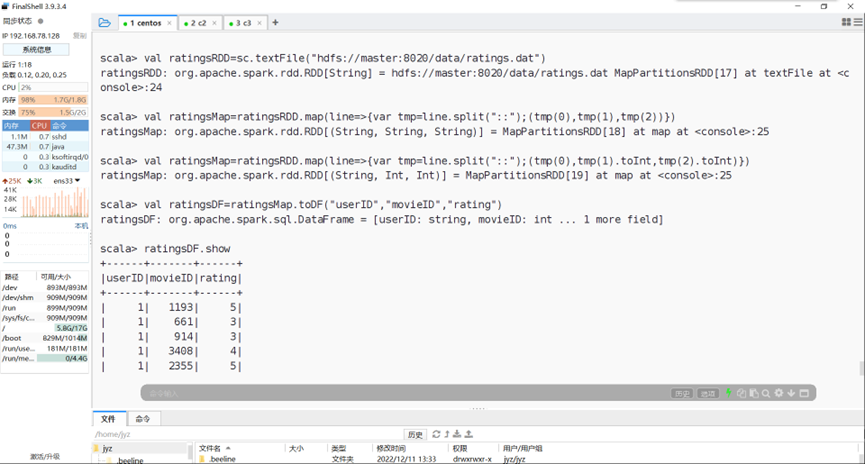 FinalShell 3.9.3.4
同步状态
1 centos
2 c2
3 c3
IP 192.168.78.128
复制
系统信息
运行 1:18
负载 0.12, 0.20, 0.25
CPU 2%
内存 98% 1.7G/1.8G
交换 75% 1.5G/2G
内存 CPU 命令
1.1M 0.7 sshd
47.3M 0.7 java
0 0.3 ksoftirqd/0
0 0.3 kauditd
25K 3K ens33
41K
28K
14K
0ms 本机
0
0
0
路径 可用/大小
/dev 893M/893M
/dev/shm 909M/909M
/run 899M/909M
/sys/fs/c... 909M/909M
/ 5.8G/17G
/boot 829M/1014M
/run/use... 181M/181M
/run/me... 0/4.4G
激活/升级
scala> val ratingsRDD=sc.textFile("hdfs://master:8020/data/ratings.dat")
ratingsRDD: org.apache.spark.rdd.RDD[String] = hdfs://master:8020/data/ratings.dat MapPartitionsRDD[17] at textFile at <c
onsole>:24
scala> val ratingsMap=ratingsRDD.map(line=>{var tmp=line.split("::");(tmp(0),tmp(1),tmp(2))})
ratingsMap: org.apache.spark.rdd.RDD[(String, String, String)] = MapPartitionsRDD[18] at map at <console>:25
scala> val ratingsMap=ratingsRDD.map(line=>{var tmp=line.split("::");(tmp(0),tmp(1).toInt,tmp(2).toInt)})
ratingsMap: org.apache.spark.rdd.RDD[(String, Int, Int)] = MapPartitionsRDD[19] at map at <console>:25
scala> val ratingsDF=ratingsMap.toDF("userID","movieID","rating")
ratingsDF: org.apache.spark.sql.DataFrame = [userID: string, movieID: int ... 1 more field]
scala> ratingsDF.show
+------+-------+------+
|userID|movieID|rating|
+------+-------+------+
| 1| 1193| 5|
| 1| 661| 3|
| 1| 914| 3|
| 1| 3408| 4|
| 1| 2355| 5|
命令输入
历史 选项
文件 命令
/home/jyz
历史
jyz
.beeline
文件名 大小 类型 修改时间 权限 用户/用户组
.beeline 文件夹 2022/12/11 13:33 drwxrwxr-x jyz/jyz